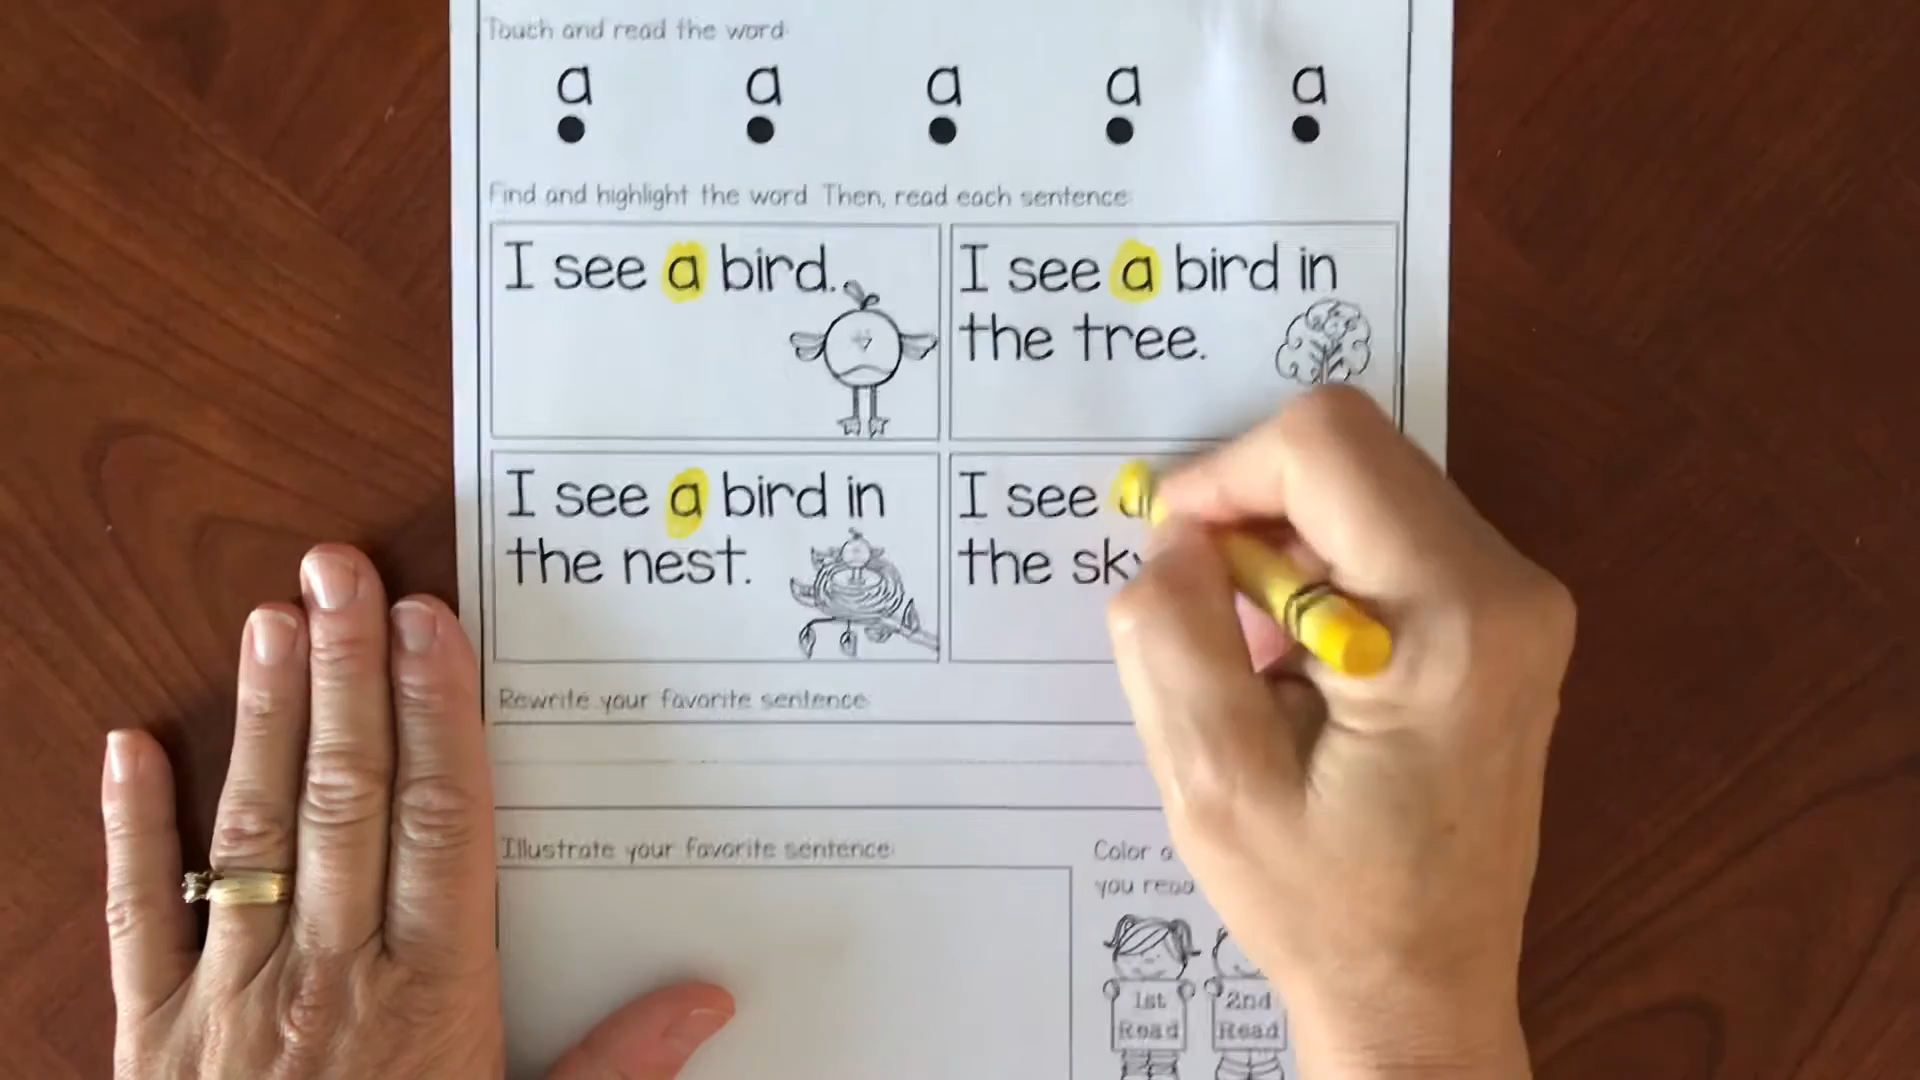 Touch and read the word
a a a a a
Find and highlight the word. Then, read each sentence.
I see a bird.
I see a bird in
the tree.
I see a bird in
the nest.
I see
the sky
Rewrite your favorite sentence.
Illustrate your favorite sentence.
Color a
you read
1st
Read
2nd
Read